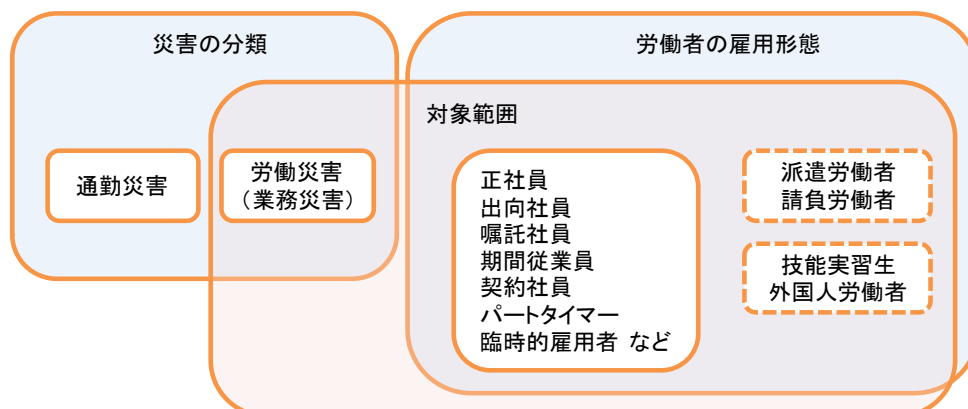 災害の分類
労働者の雇用形態
対象範囲
通勤災害
労働災害
（業務災害）
正社員
出向社員
嘱託社員
期間従業員
契約社員
パートタイマー
臨時的雇用者 など
派遣労働者
請負労働者
技能実習生
外国人労働者